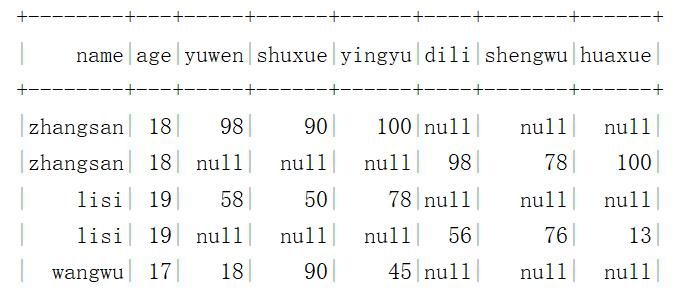 +--------+---+-----+------+------+----+-------+------+
|    name|age|yuwen|shuxue|yingyu|dili|shengwu|huaxue|
+--------+---+-----+------+------+----+-------+------+
|zhangsan| 18|   98|    90|   100|null|   null|  null|
|zhangsan| 18| null|  null|  null|  98|     78|   100|
|    lisi| 19|   58|    50|    78|null|   null|  null|
|    lisi| 19| null|  null|  null|  56|     76|    13|
|  wangwu| 17|   18|    90|    45|null|   null|  null|